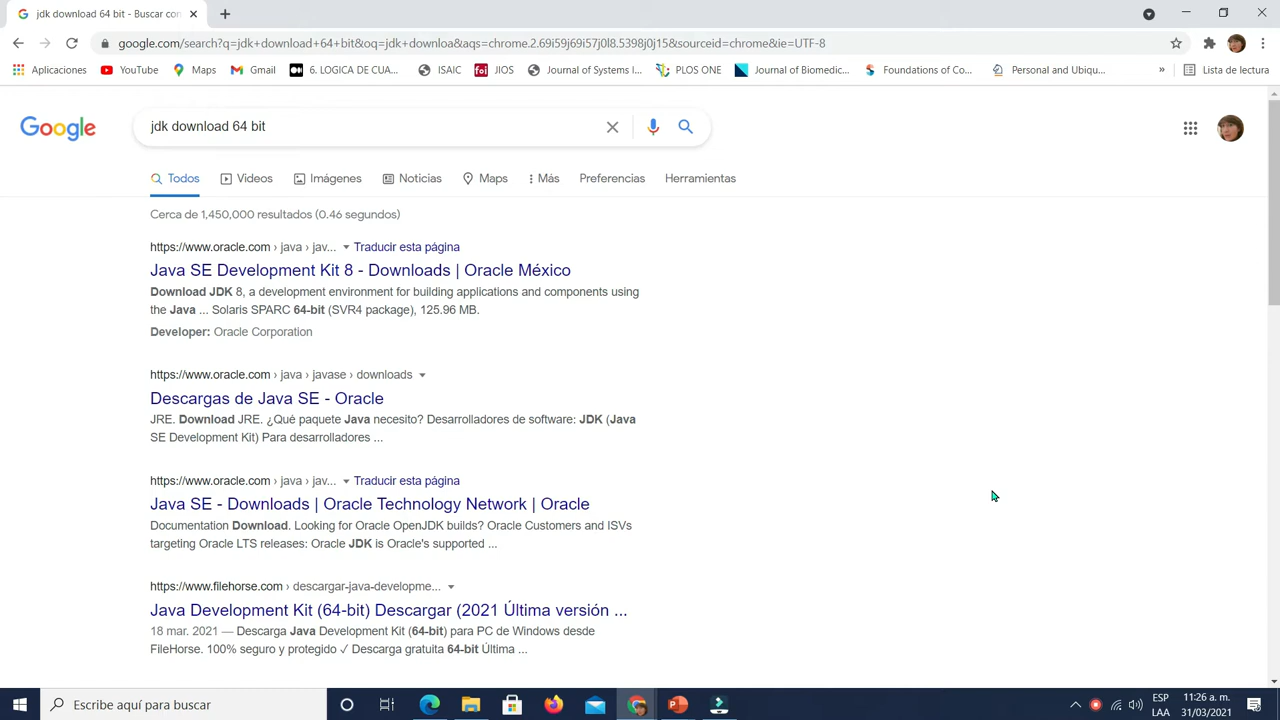 jdk download 64 bit - Buscar con
google.com/search?q=jdk+download+64+bit&oq=jdk+downloa&aqs=chrome.2.69i59j69i57j0l8.5398j0j15&sourceid=chrome&ie=UTF-8
Aplicaciones YouTube Maps Gmail 6. LOGICA DE CUA... ISAIC JIOS Journal of Systems I... PLOS ONE Journal of Biomedic... Foundations of Co... Personal and Ubiqu... » Lista de lectura
Google jdk download 64 bit
Todos Videos Imágenes Noticias Maps Más Preferencias Herramientas
Cerca de 1,450,000 resultados (0.46 segundos)
https://www.oracle.com › java › jav... Traducir esta página
Java SE Development Kit 8 - Downloads | Oracle México
Download JDK 8, a development environment for building applications and components using
the Java ... Solaris SPARC 64-bit (SVR4 package), 125.96 MB.
Developer: Oracle Corporation
https://www.oracle.com › java › javase › downloads
Descargas de Java SE - Oracle
JRE. Download JRE. ¿Qué paquete Java necesito? Desarrolladores de software: JDK (Java
SE Development Kit) Para desarrolladores ...
https://www.oracle.com › java › jav... Traducir esta página
Java SE - Downloads | Oracle Technology Network | Oracle
Documentation Download. Looking for Oracle OpenJDK builds? Oracle Customers and ISVs
targeting Oracle LTS releases: Oracle JDK is Oracle's supported ...
https://www.filehorse.com › descargar-java-developme...
Java Development Kit (64-bit) Descargar (2021 Última versión ...
18 mar. 2021 — Descarga Java Development Kit (64-bit) para PC de Windows desde
FileHorse. 100% seguro y protegido ✓ Descarga gratuita 64-bit Última ...
Escribe aquí para buscar
ESP 11:26 a. m.
LAA 31/03/2021